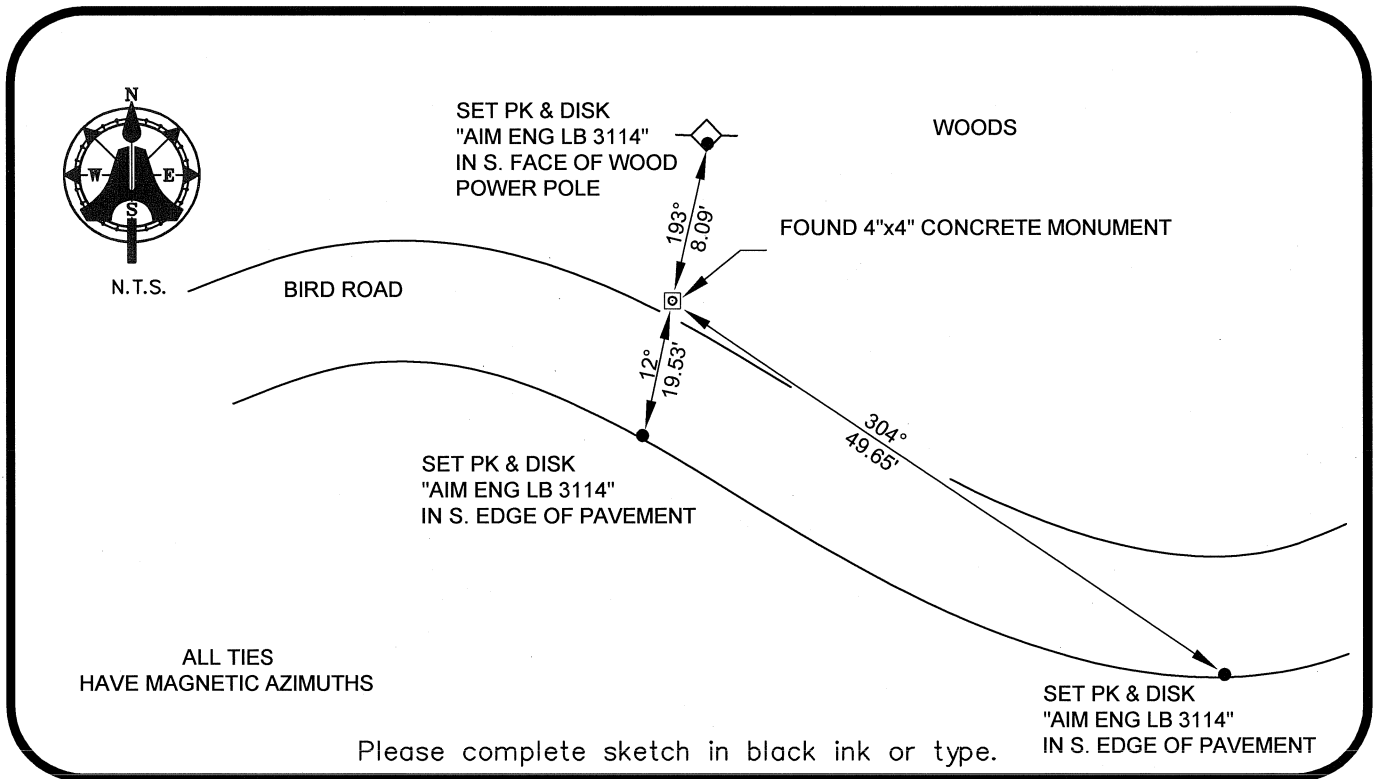 N
W E
S
N.T.S.
SET PK & DISK
"AIM ENG LB 3114"
IN S. FACE OF WOOD
POWER POLE
WOODS
193°
8.09'
FOUND 4"x4" CONCRETE MONUMENT
BIRD ROAD
12°
19.53'
304°
49.65'
SET PK & DISK
"AIM ENG LB 3114"
IN S. EDGE OF PAVEMENT
ALL TIES
HAVE MAGNETIC AZIMUTHS
SET PK & DISK
"AIM ENG LB 3114"
IN S. EDGE OF PAVEMENT
Please complete sketch in black ink or type.